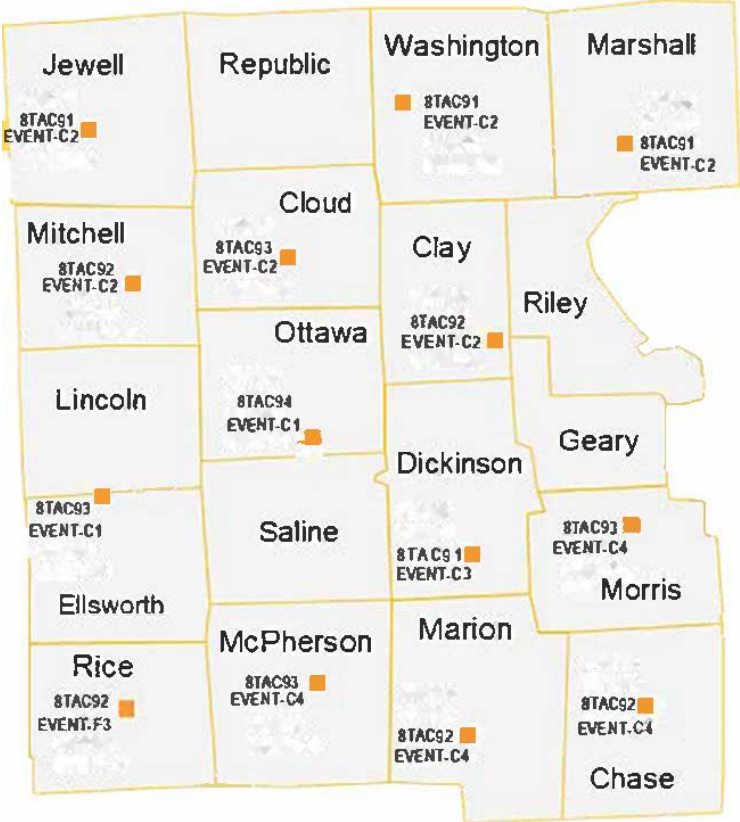 Jewell
8TAC91
EVENT-C2
Republic
Washington
8TAC91
EVENT-C2
Marshall
8TAC91
EVENT-C2
Mitchell
8TAC92
EVENT-C2
Cloud
8TAC93
EVENT-C2
Clay
8TAC92
EVENT-C2
Riley
Lincoln
Ottawa
8TAC94
EVENT-C1
Geary
Dickinson
8TAC91
EVENT-C3
8TAC93
EVENT-C1
Ellsworth
Saline
8TAC93
EVENT-C4
Morris
Rice
8TAC92
EVENT-F3
McPherson
8TAC93
EVENT-C4
Marion
8TAC92
EVENT-C4
8TAC92
EVENT-C4
Chase